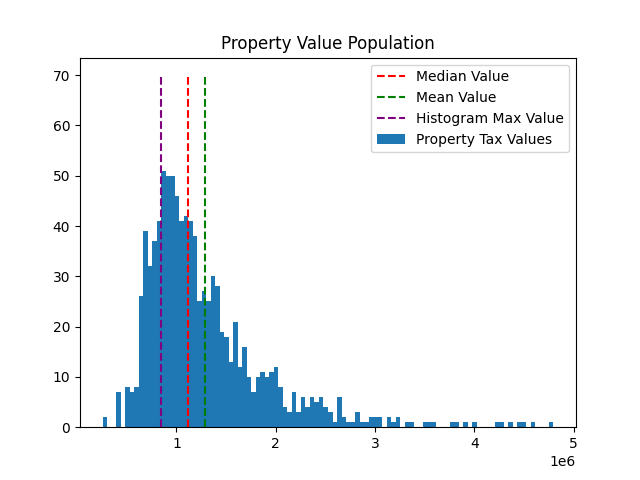 Property Value Population
Median Value
Mean Value
Histogram Max Value
Property Tax Values
70
60
50
40
30
20
10
0
1 2 3 4 5
1e6